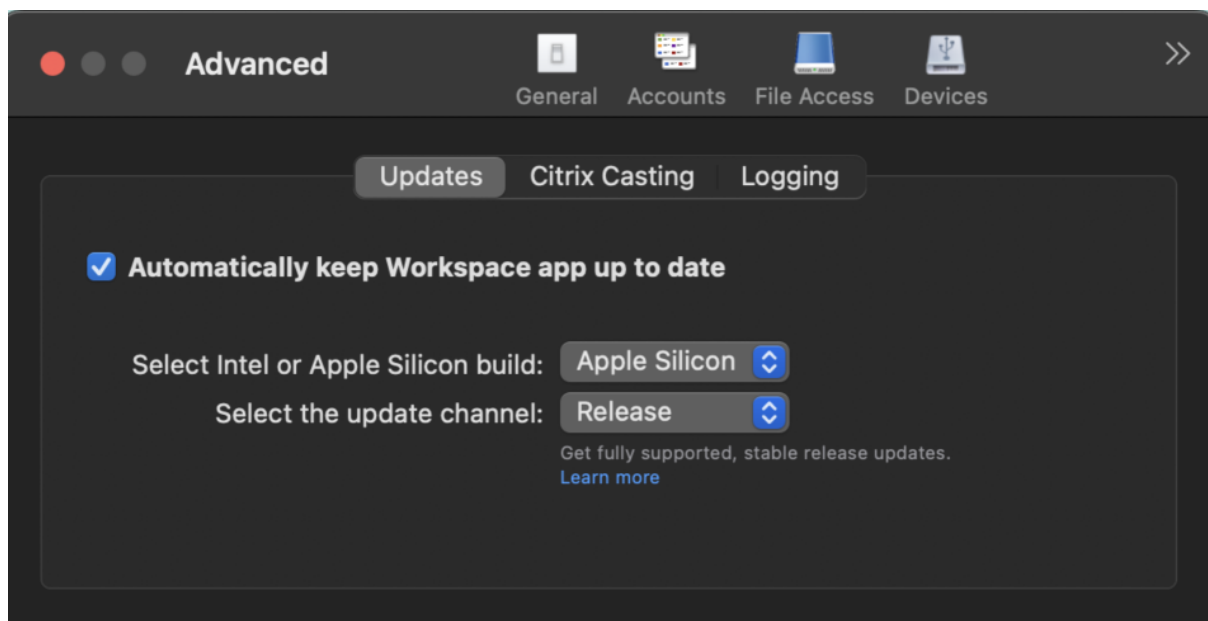 Advanced
General Accounts File Access Devices
Updates Citrix Casting Logging
Automatically keep Workspace app up to date
Select Intel or Apple Silicon build: Apple Silicon
Select the update channel: Release
Get fully supported, stable release updates.
Learn more